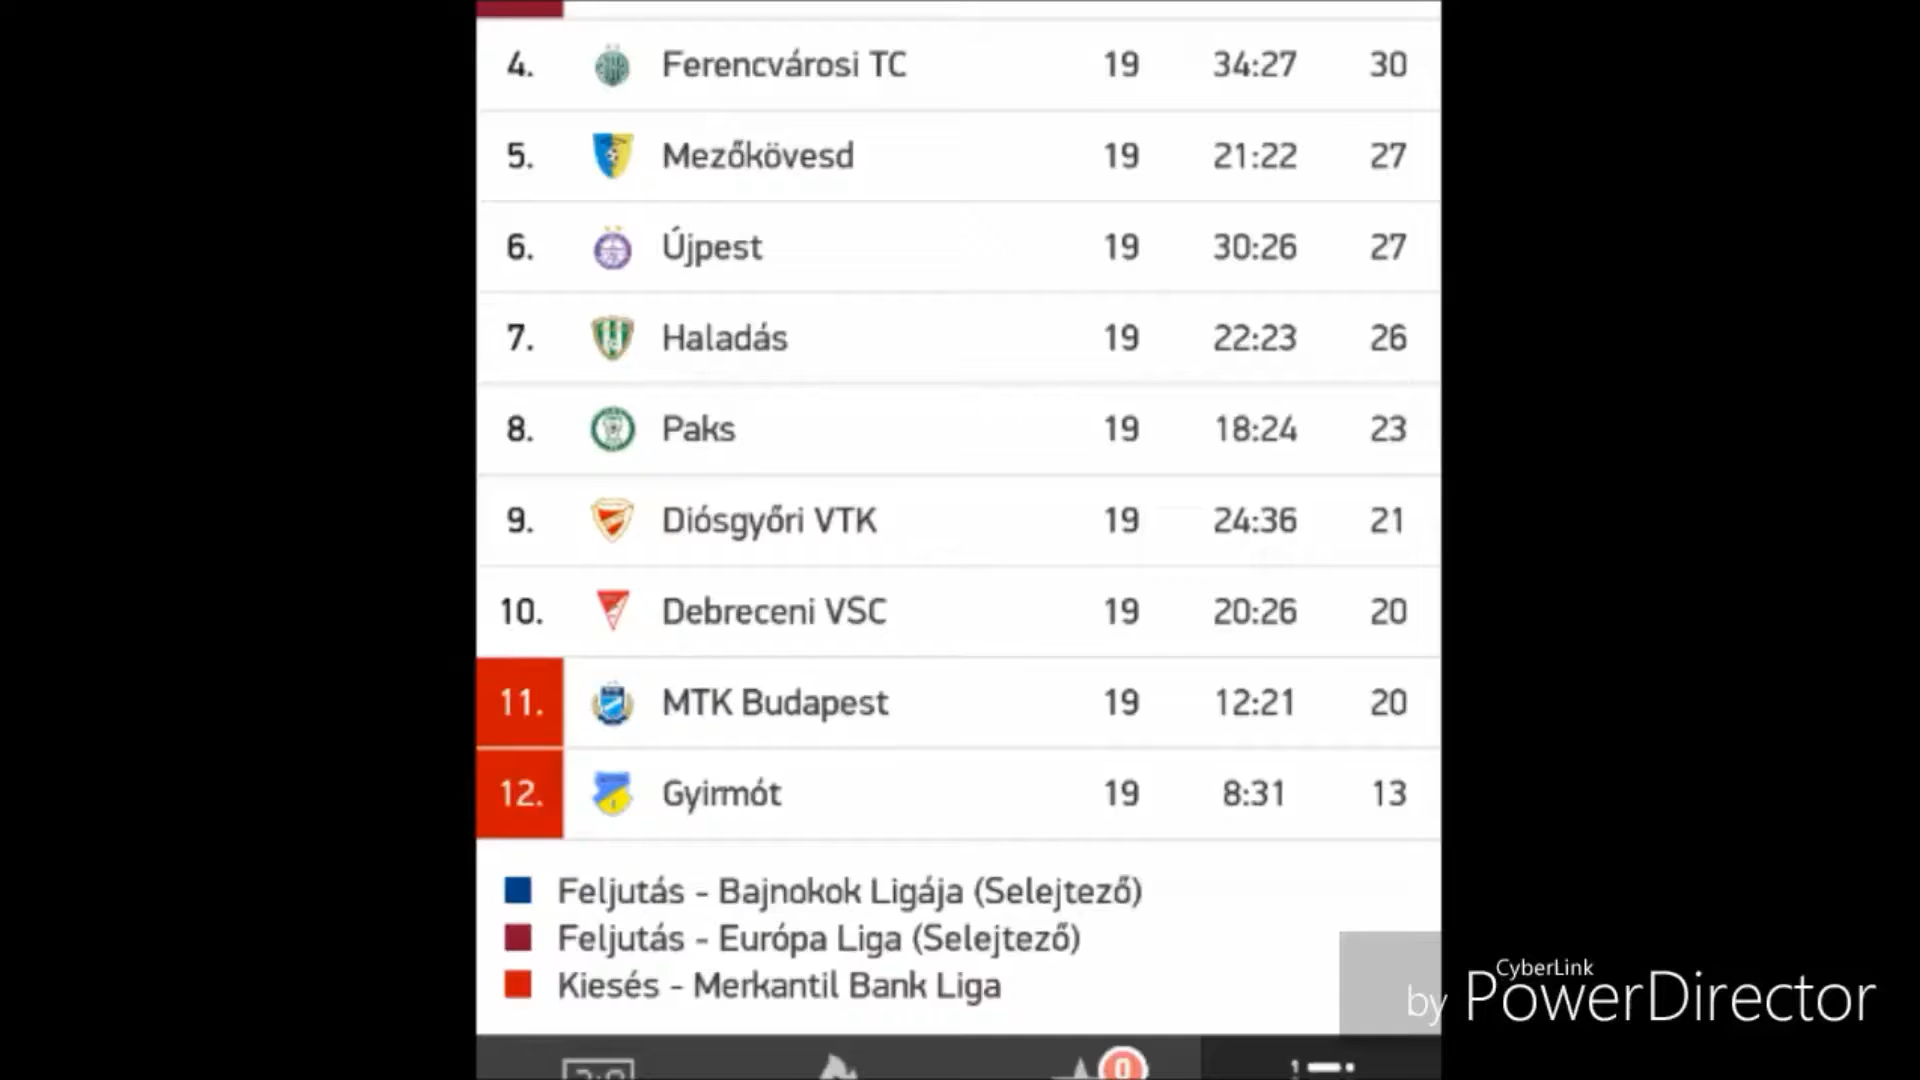 4. Ferencvárosi TC 19 34:27 30
5. Mezőkövesd 19 21:22 27
6. Újpest 19 30:26 27
7. Haladás 19 22:23 26
8. Paks 19 18:24 23
9. Diósgyőri VTK 19 24:36 21
10. Debreceni VSC 19 20:26 20
11. MTK Budapest 19 12:21 20
12. Gyirmót 19 8:31 13
Feljutás - Bajnokok Ligája (Selejtező)
Feljutás - Európa Liga (Selejtező)
Kiesés - Merkantil Bank Liga
CyberLink
by PowerDirector
0